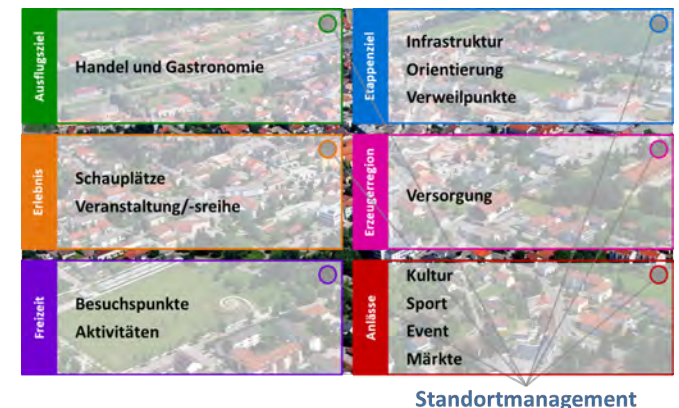 Ausflugsziel
Handel und Gastronomie
Etappenziel
Infrastruktur
Orientierung
Verweilpunkte
Erlebnis
Schauplätze
Veranstaltung/-sreihe
Erzeugerregion
Versorgung
Freizeit
Besuchspunkte
Aktivitäten
Anlässe
Kultur
Sport
Event
Märkte
Standortmanagement